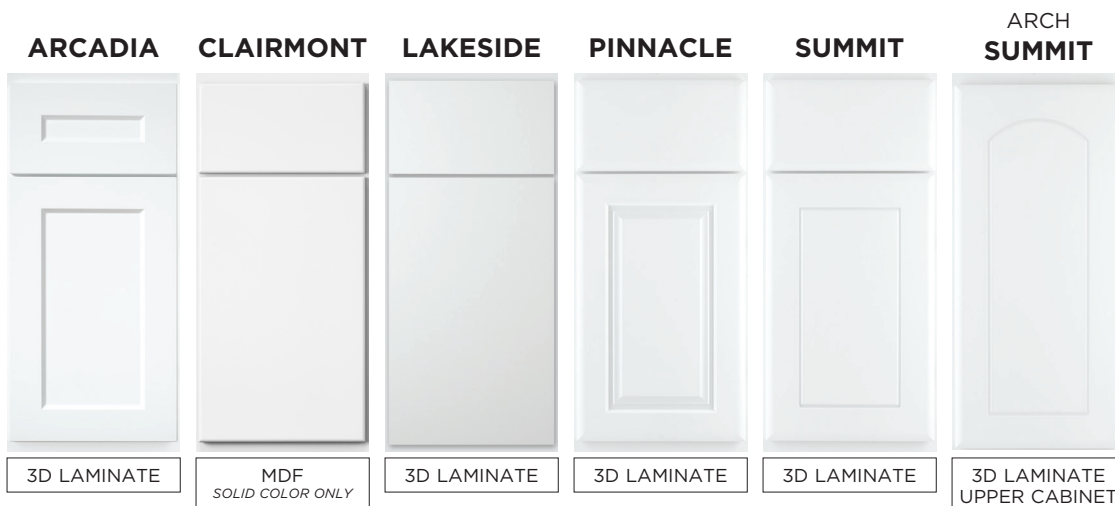 ARCADIA
CLAIRMONT
LAKESIDE
PINNACLE
SUMMIT
ARCH
SUMMIT
3D LAMINATE
MDF
SOLID COLOR ONLY
3D LAMINATE
3D LAMINATE
3D LAMINATE
3D LAMINATE
UPPER CABINET